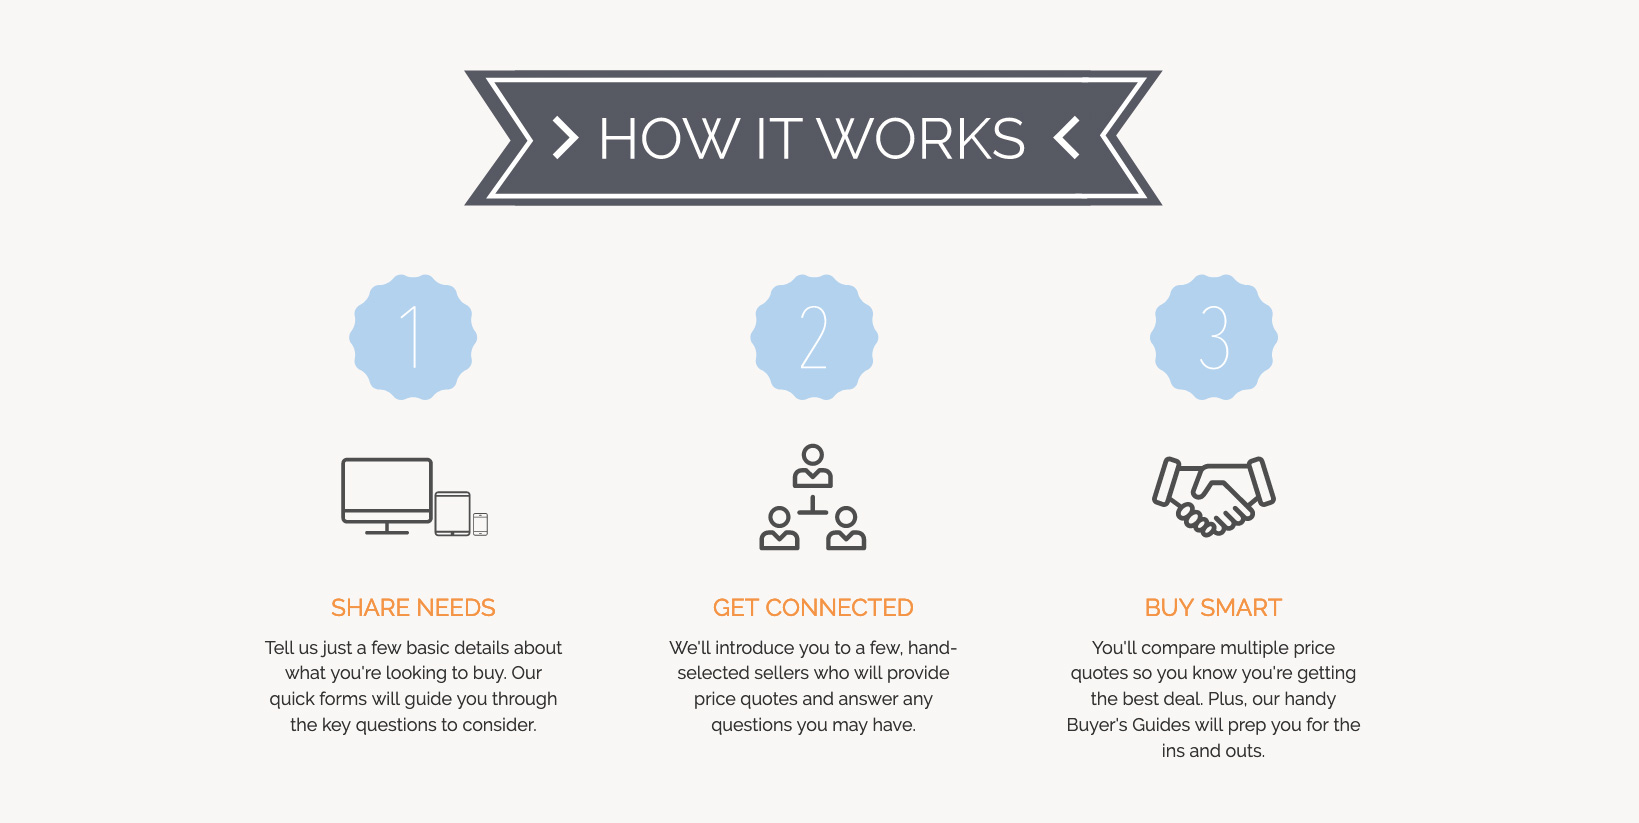 HOW IT WORKS
1
2
3
SHARE NEEDS
Tell us just a few basic details about
what you're looking to buy. Our
quick forms will guide you through
the key questions to consider.
GET CONNECTED
We'll introduce you to a few, hand-
selected sellers who will provide
price quotes and answer any
questions you may have.
BUY SMART
You'll compare multiple price
quotes so you know you're getting
the best deal. Plus, our handy
Buyer's Guides will prep you for the
ins and outs.